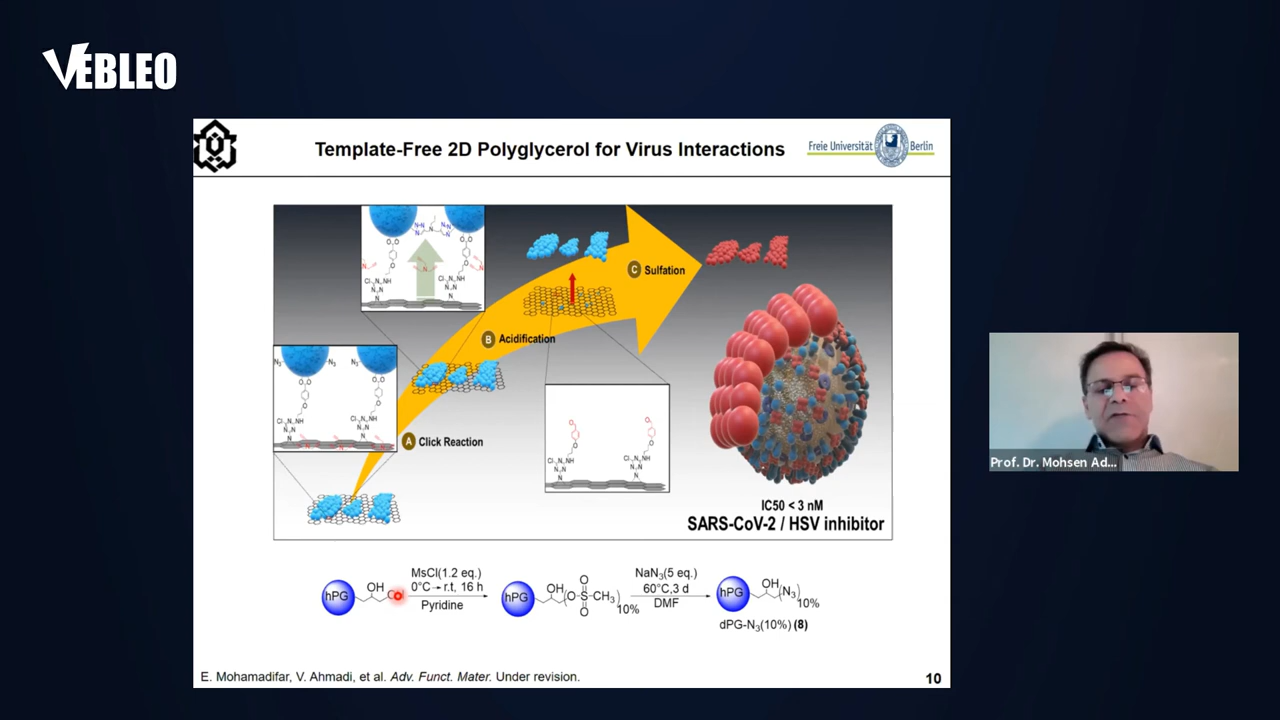 VEBLEO
Template-Free 2D Polyglycerol for Virus Interactions
Freie Universität Berlin
C Sulfation
B Acidification
A Click Reaction
IC50 < 3 nM
SARS-CoV-2 / HSV inhibitor
MsCl(1.2 eq.)
0°C→r.t, 16 h
Pyridine
NaN₃(5 eq.)
60°C,3 d
DMF
hPG
OH
hPG
OH
O
O
S
CH₃
O
10%
hPG
OH
N₃
10%
dPG-N₃(10%) (8)
E. Mohamadifar, V. Ahmadi, et al. Adv. Funct. Mater. Under revision.
10
Prof. Dr. Mohsen Ad...